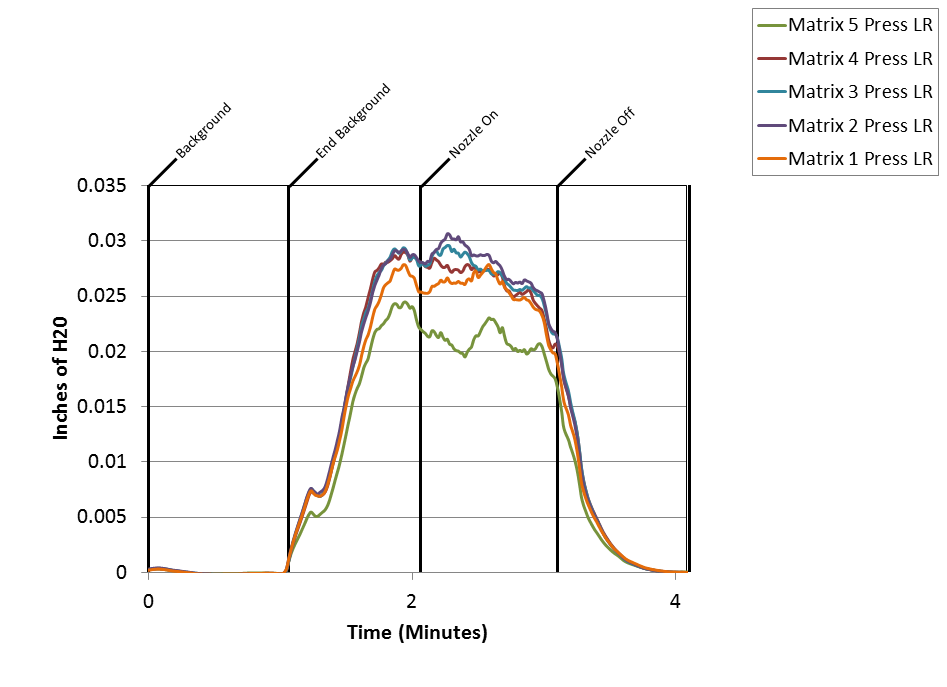 Matrix 5 Press LR
Matrix 4 Press LR
Matrix 3 Press LR
Matrix 2 Press LR
Matrix 1 Press LR
Background
End Background
Nozzle On
Nozzle Off
0.035
0.03
0.025
0.02
0.015
0.01
0.005
0
Inches of H20
0
2
4
Time (Minutes)